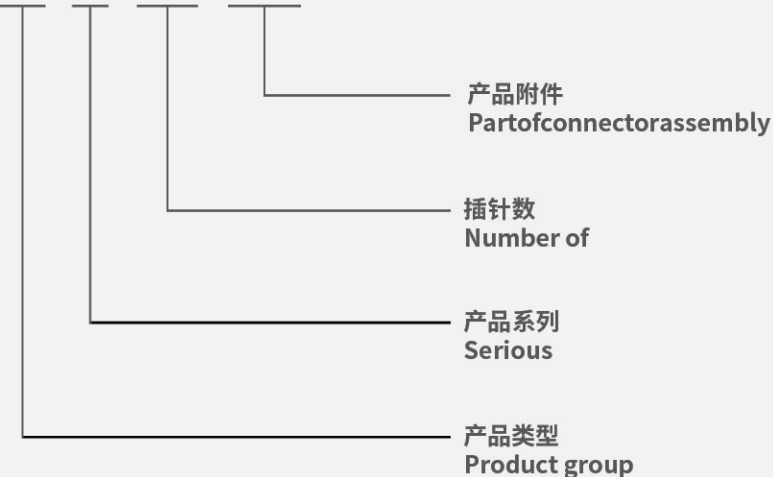 产品附件
Partofconnectorassembly
插针数
Number of
产品系列
Serious
产品类型
Product group